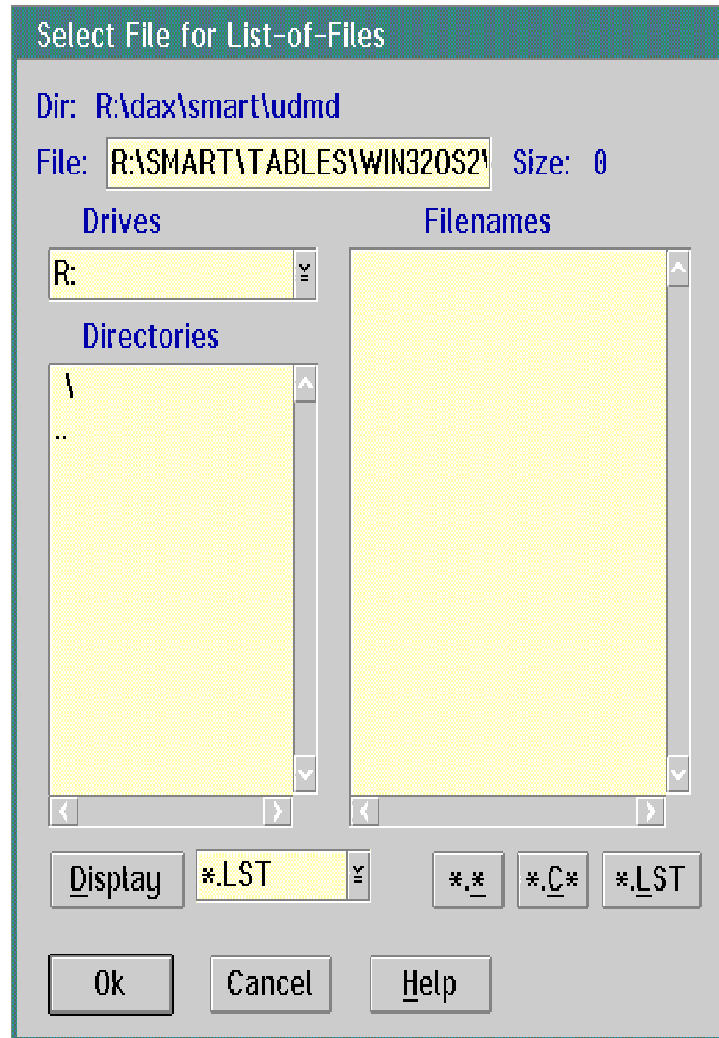 Select File for List-of-Files
Dir: R:\dax\smart\udmd
File: R:\SMART\TABLES\WIN32OS2\ Size: 0
Drives Filenames
R:
Directories
\
..
Display *.LST *.* *.C* *.LST
Ok Cancel Help